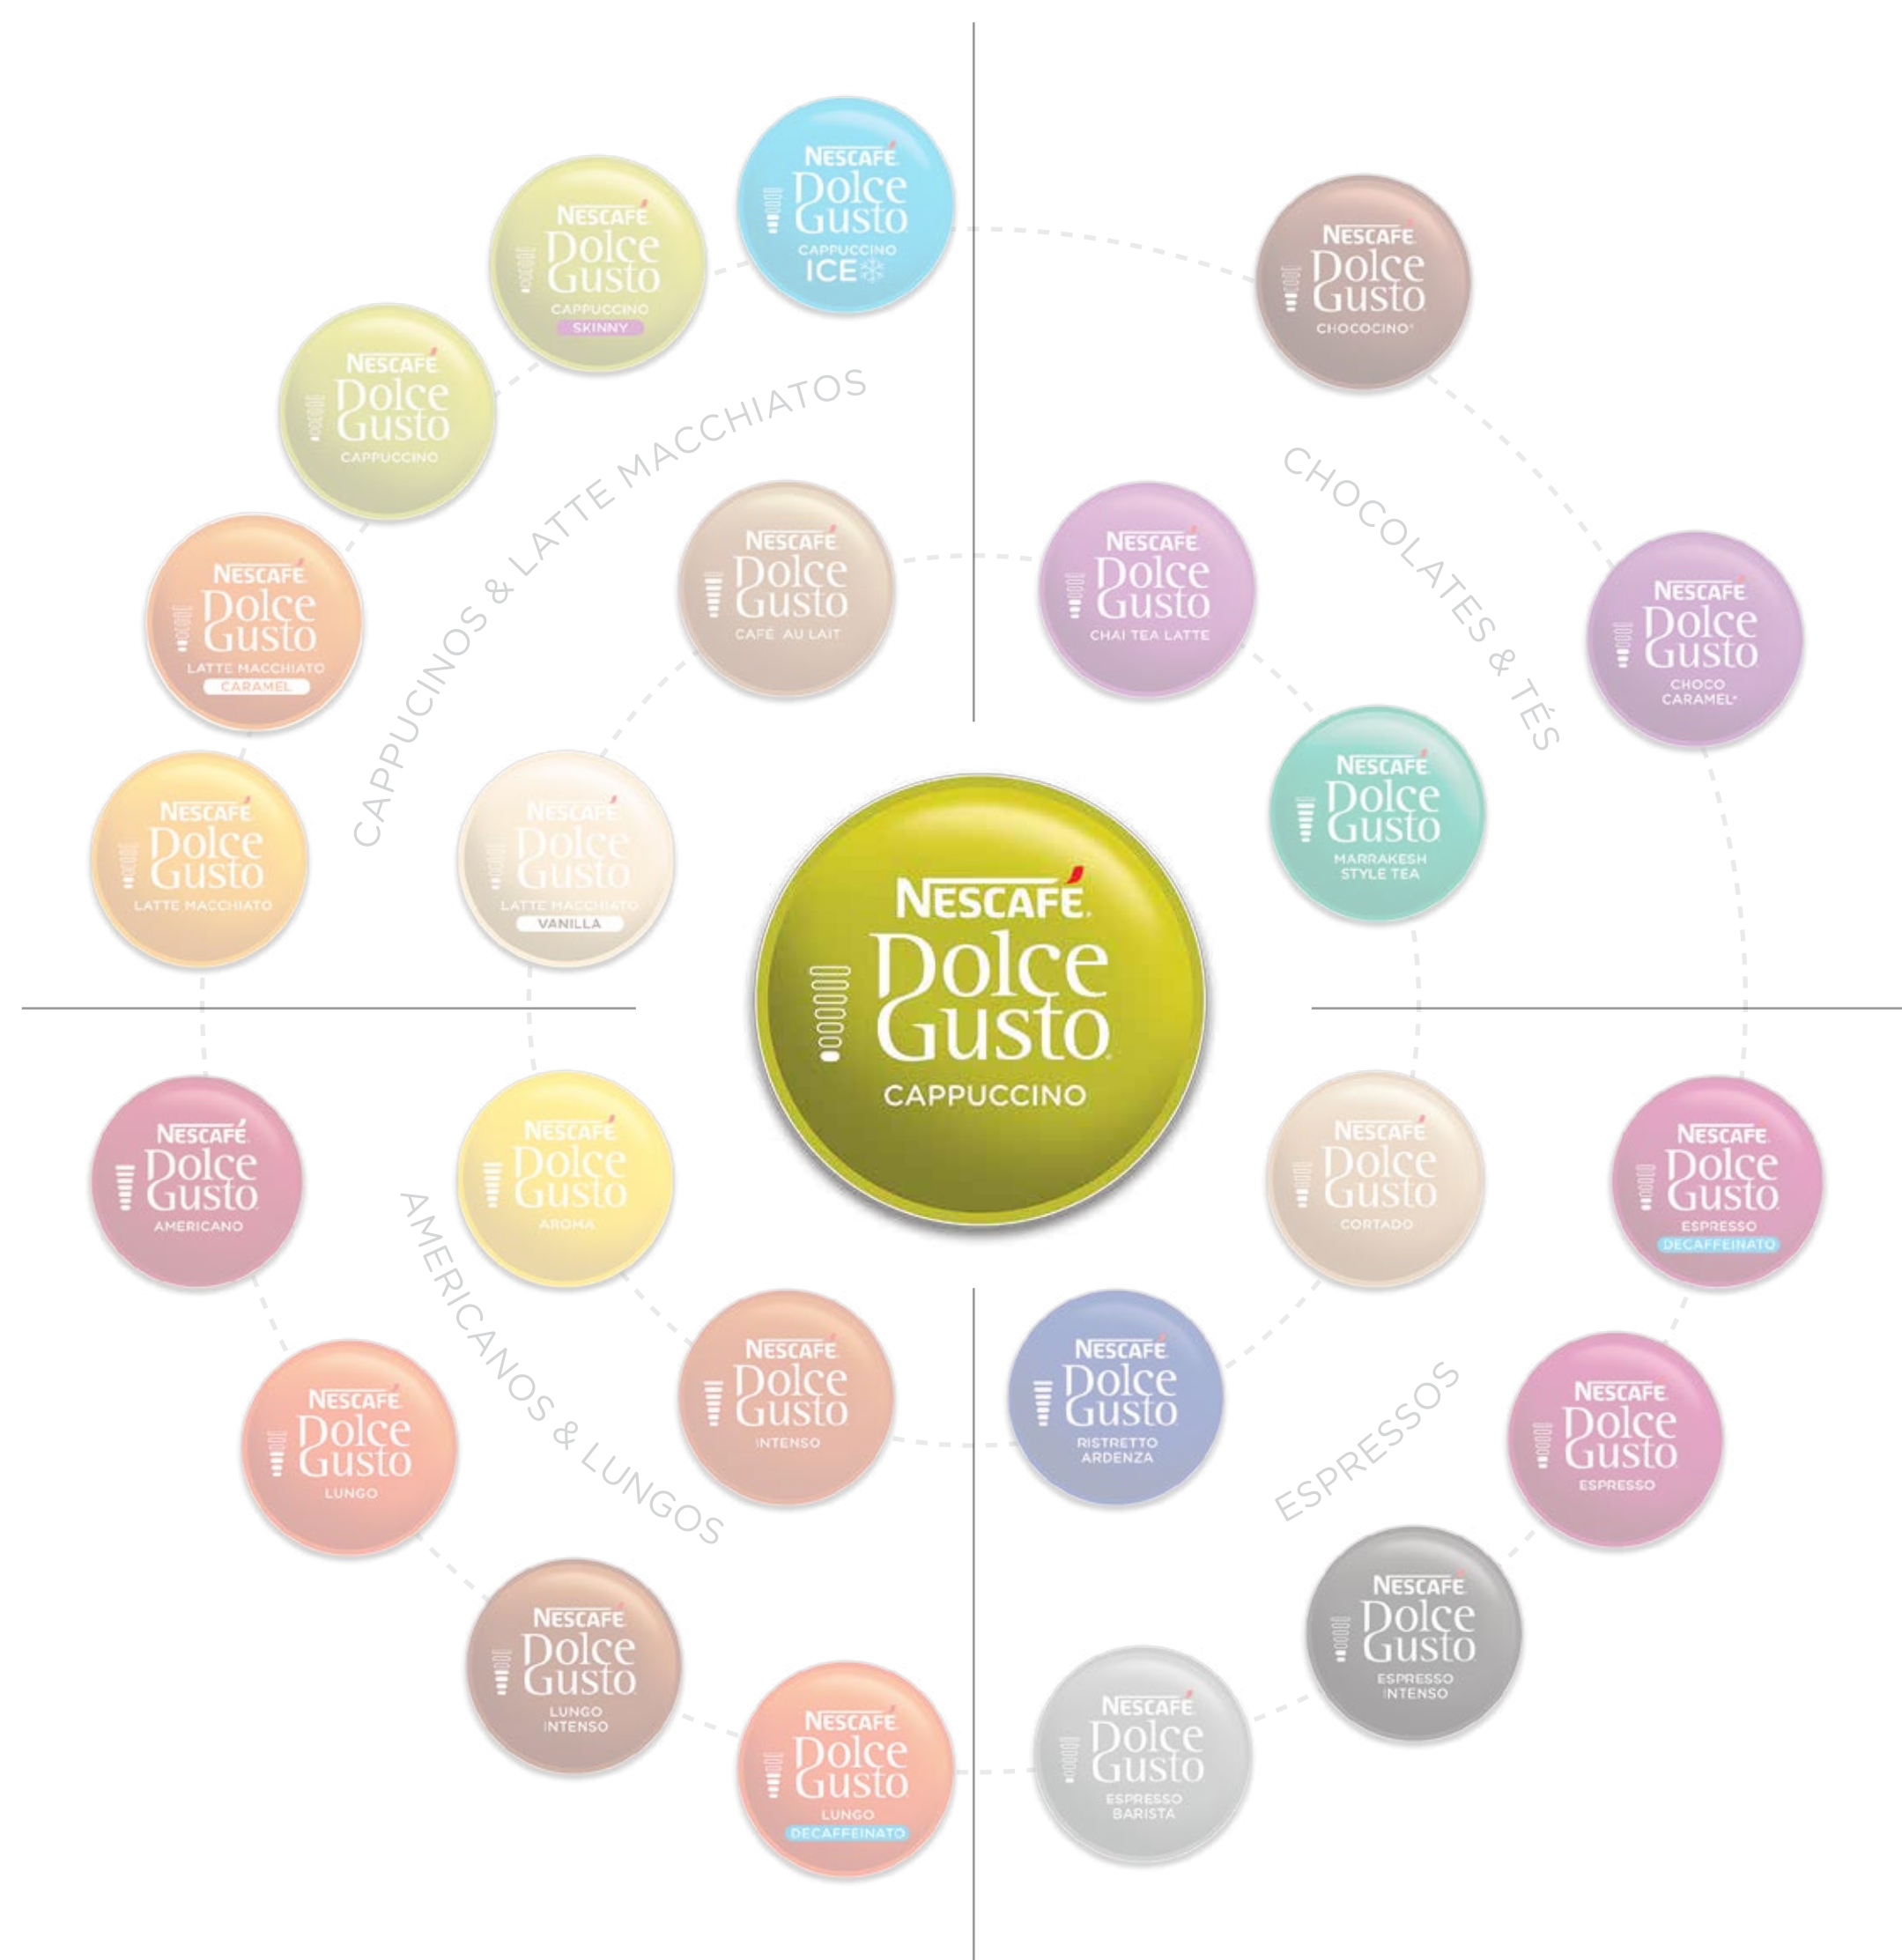 NESCAFÉ
Dolce
Gusto
CAPPUCCINO
ICE
NESCAFÉ
Dolce
Gusto
CAPPUCCINO
SKINNY
NESCAFÉ
Dolce
Gusto
CAPPUCCINO
NESCAFÉ
Dolce
Gusto
LATTE MACCHIATO
CARAMEL
NESCAFÉ
Dolce
Gusto
LATTE MACCHIATO
CAPPUCINOS & LATTE MACCHIATOS
NESCAFÉ
Dolce
Gusto
CAFÉ AU LAIT
NESCAFÉ
Dolce
Gusto
LATTE MACCHIATO
VANILLA
NESCAFÉ
Dolce
Gusto
CHOCOCINO*
NESCAFÉ
Dolce
Gusto
CHOCO
CARAMEL*
CHOCOLATES & TÉS
NESCAFÉ
Dolce
Gusto
CHAI TEA LATTE
NESCAFÉ
Dolce
Gusto
MARRAKESH
STYLE TEA
NESCAFÉ
Dolce
Gusto
CAPPUCCINO
NESCAFÉ
Dolce
Gusto
AMERICANO
NESCAFÉ
Dolce
Gusto
AROMA
NESCAFÉ
Dolce
Gusto
INTENSO
AMERICANOS & LUNGOS
NESCAFÉ
Dolce
Gusto
LUNGO
NESCAFÉ
Dolce
Gusto
LUNGO
INTENSO
NESCAFÉ
Dolce
Gusto
LUNGO
DECAFFEINATO
NESCAFÉ
Dolce
Gusto
CORTADO
NESCAFÉ
Dolce
Gusto
RISTRETTO
ARDENZA
ESPRESSOS
NESCAFÉ
Dolce
Gusto
ESPRESSO
DECAFFEINATO
NESCAFÉ
Dolce
Gusto
ESPRESSO
NESCAFÉ
Dolce
Gusto
ESPRESSO
INTENSO
NESCAFÉ
Dolce
Gusto
ESPRESSO
BARISTA